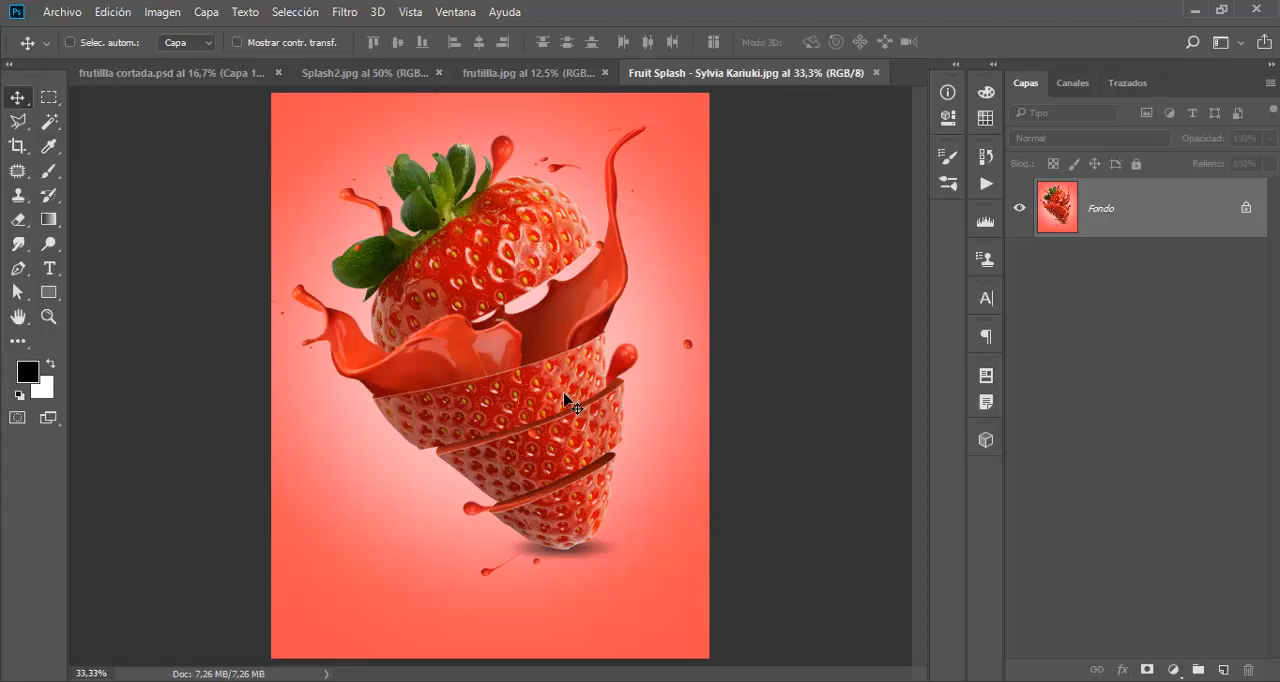 Ps Archivo Edición Imagen Capa Texto Selección Filtro 3D Vista Ventana Ayuda
Selec. autom.: Capa Mostrar contr. transf. Modo 3D:
frutillla cortada.psd al 16,7% (Capa 1... × Splash2.jpg al 50% (RGB... × frutillla.jpg al 12,5% (RGB... × Fruit Splash - Sylvia Kariuki.jpg al 33,3% (RGB/8) ×
Capas Canales Trazados
Tipo
Normal Opacidad: 100%
Bloq.: Relleno: 100%
Fondo
33,33% Doc: 7,26 MB/7,26 MB